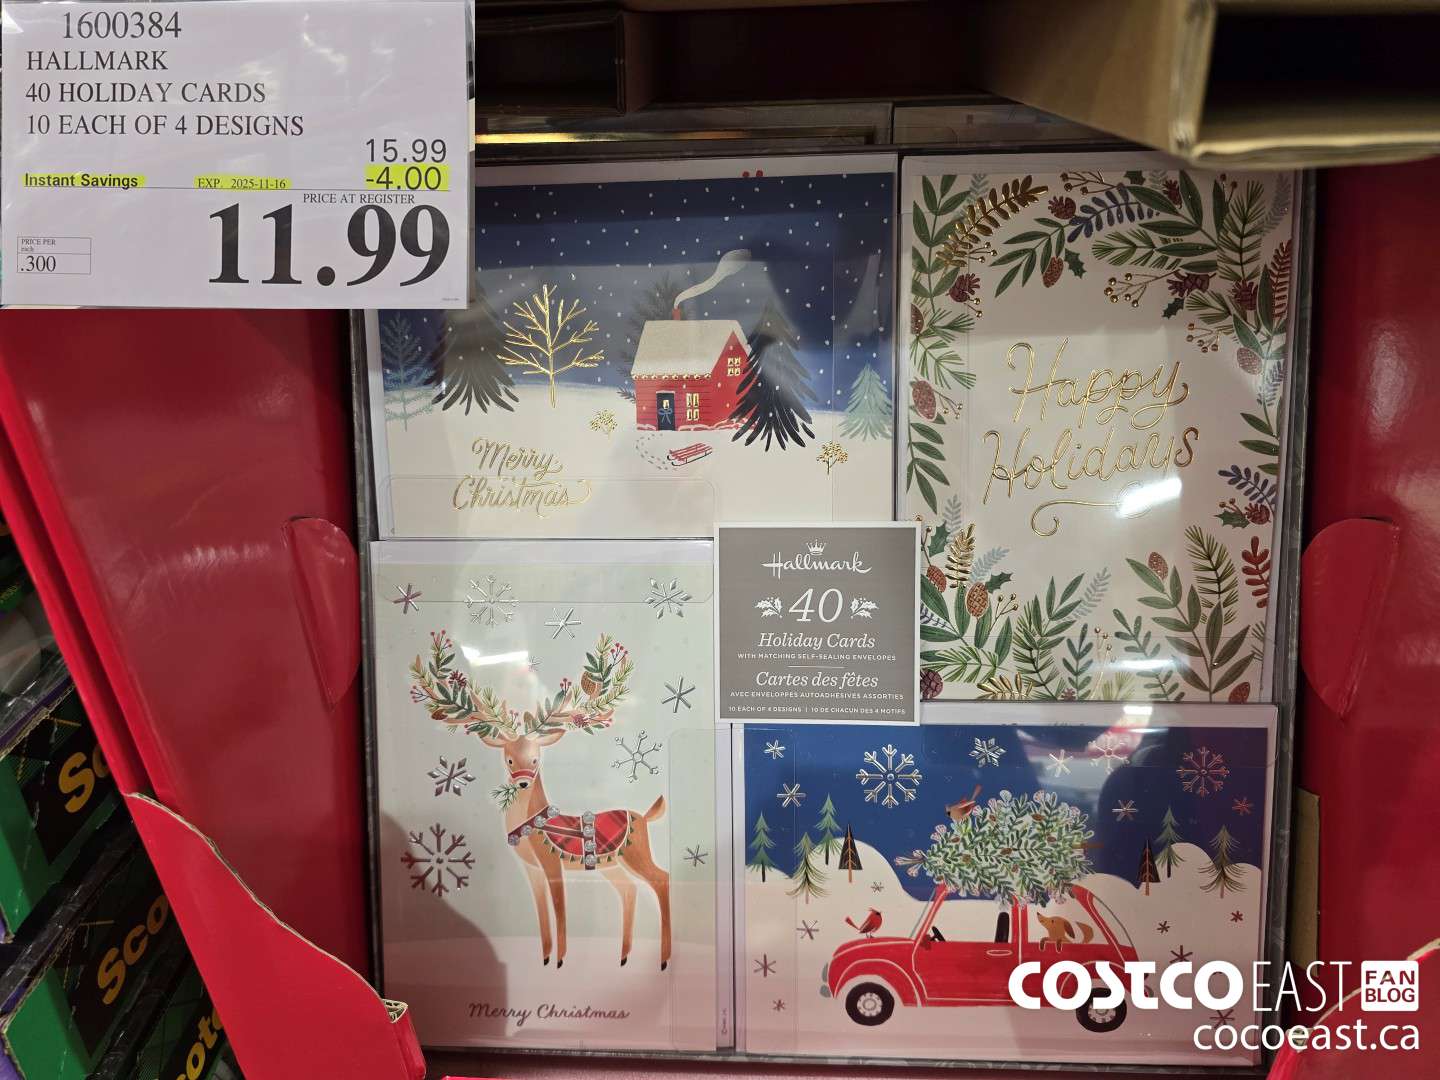 1600384
HALLMARK
40 HOLIDAY CARDS
10 EACH OF 4 DESIGNS
15.99
Instant Savings EXP. 2025-11-16 -4.00
PRICE AT REGISTER
11.99
PRICE PER
each
.300
Merry
Christmas
Happy
Holidays
Hallmark
40
Holiday Cards
WITH MATCHING SELF-SEALING ENVELOPES
Cartes des fêtes
AVEC ENVELOPPES AUTOADHÉSIVES ASSORTIES
10 EACH OF 4 DESIGNS | 10 DE CHACUN DES 4 MOTIFS
Merry Christmas
Sc
Scot
Scot
COSTCO EAST FAN
BLOG
cocoeast.ca